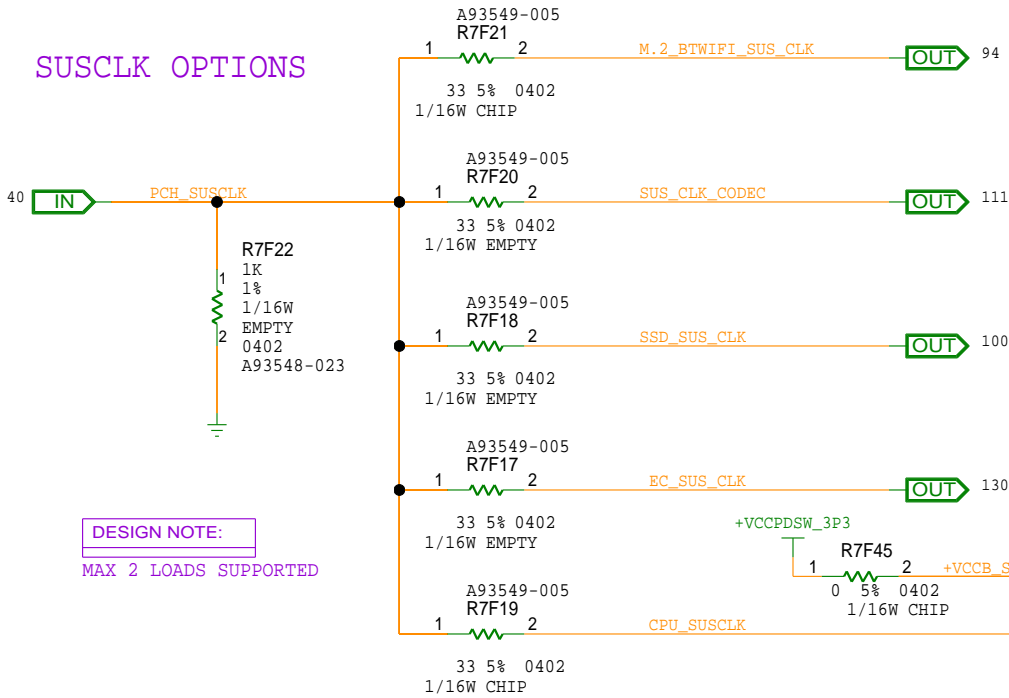 A93549-005
R7F21
1 2 M.2_BTWIFI_SUS_CLK OUT 94
SUSCLK OPTIONS
33 5% 0402
1/16W CHIP
A93549-005
R7F20
40 IN PCH_SUSCLK 1 2 SUS_CLK_CODEC OUT 111
33 5% 0402
1/16W EMPTY
R7F22
1 1K
1%
1/16W
EMPTY
2 0402
A93548-023
A93549-005
R7F18
1 2 SSD_SUS_CLK OUT 100
33 5% 0402
1/16W EMPTY
A93549-005
R7F17
1 2 EC_SUS_CLK OUT 130
33 5% 0402
1/16W EMPTY
DESIGN NOTE:
MAX 2 LOADS SUPPORTED
+VCCPDSW_3P3
R7F45
1 2 +VCCB_S
0 5% 0402
1/16W CHIP
A93549-005
R7F19
1 2 CPU_SUSCLK
33 5% 0402
1/16W CHIP